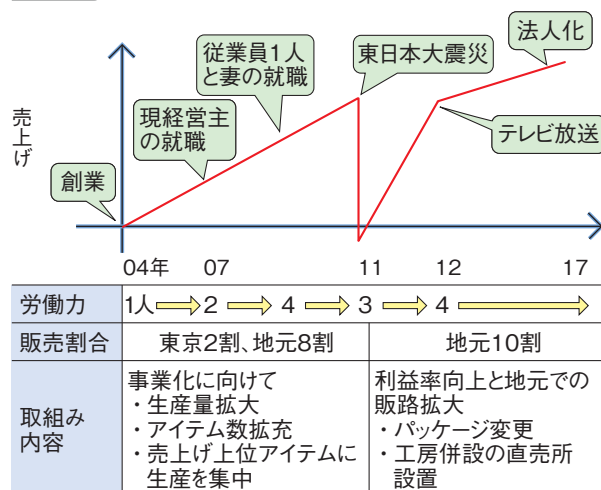 法人化
従業員1人
と妻の就職
東日本大震災
現経営主
の就職
テレビ放送
創業
売上げ
04年 07 11 12 17
労働力 1人 2 4 3 4
販売割合 東京2割、地元8割 地元10割
取組み
内容
事業化に向けて
・生産量拡大
・アイテム数拡充
・売上げ上位アイテムに
生産を集中
利益率向上と地元での
販路拡大
・パッケージ変更
・工房併設の直売所
設置